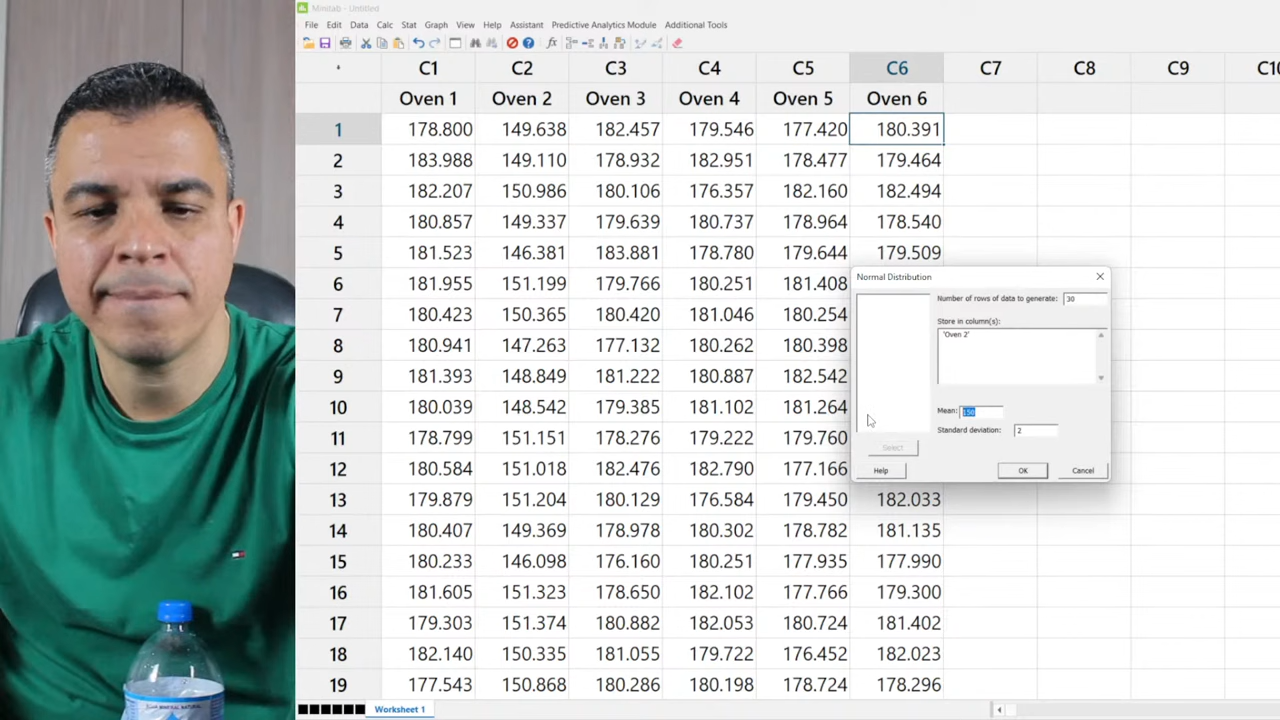 Minitab - Untitled
File Edit Data Calc Stat Graph View Help Assistant Predictive Analytics Module Additional Tools
C1 C2 C3 C4 C5 C6 C7 C8 C9 C10
Oven 1 Oven 2 Oven 3 Oven 4 Oven 5 Oven 6
1 178.800 149.638 182.457 179.546 177.420 180.391
2 183.988 149.110 178.932 182.951 178.477 179.464
3 182.207 150.986 180.106 176.357 182.160 182.494
4 180.857 149.337 179.639 180.737 178.964 178.540
5 181.523 146.381 183.881 178.780 179.644 179.509
6 181.955 151.199 179.766 180.251 181.408
7 180.423 150.365 180.420 181.046 180.254
8 180.941 147.263 177.132 180.262 180.398
9 181.393 148.849 181.222 180.887 182.542
10 180.039 148.542 179.385 181.102 181.264
11 178.799 151.151 178.276 179.222 179.760
12 180.584 151.018 182.476 182.790 177.166
13 179.879 151.204 180.129 176.584 179.450 182.033
14 180.407 149.369 178.978 180.302 178.782 181.135
15 180.233 146.098 176.160 180.251 177.935 177.990
16 181.605 151.323 178.650 182.102 177.766 179.300
17 179.303 151.374 180.882 182.053 180.724 181.402
18 182.140 150.335 181.055 179.722 176.452 182.023
19 177.543 150.868 180.286 180.198 178.724 178.296
Normal Distribution
Number of rows of data to generate: 30
Store in column(s):
'Oven 2'
Mean: 150
Standard deviation: 2
Select
Help OK Cancel
Worksheet 1